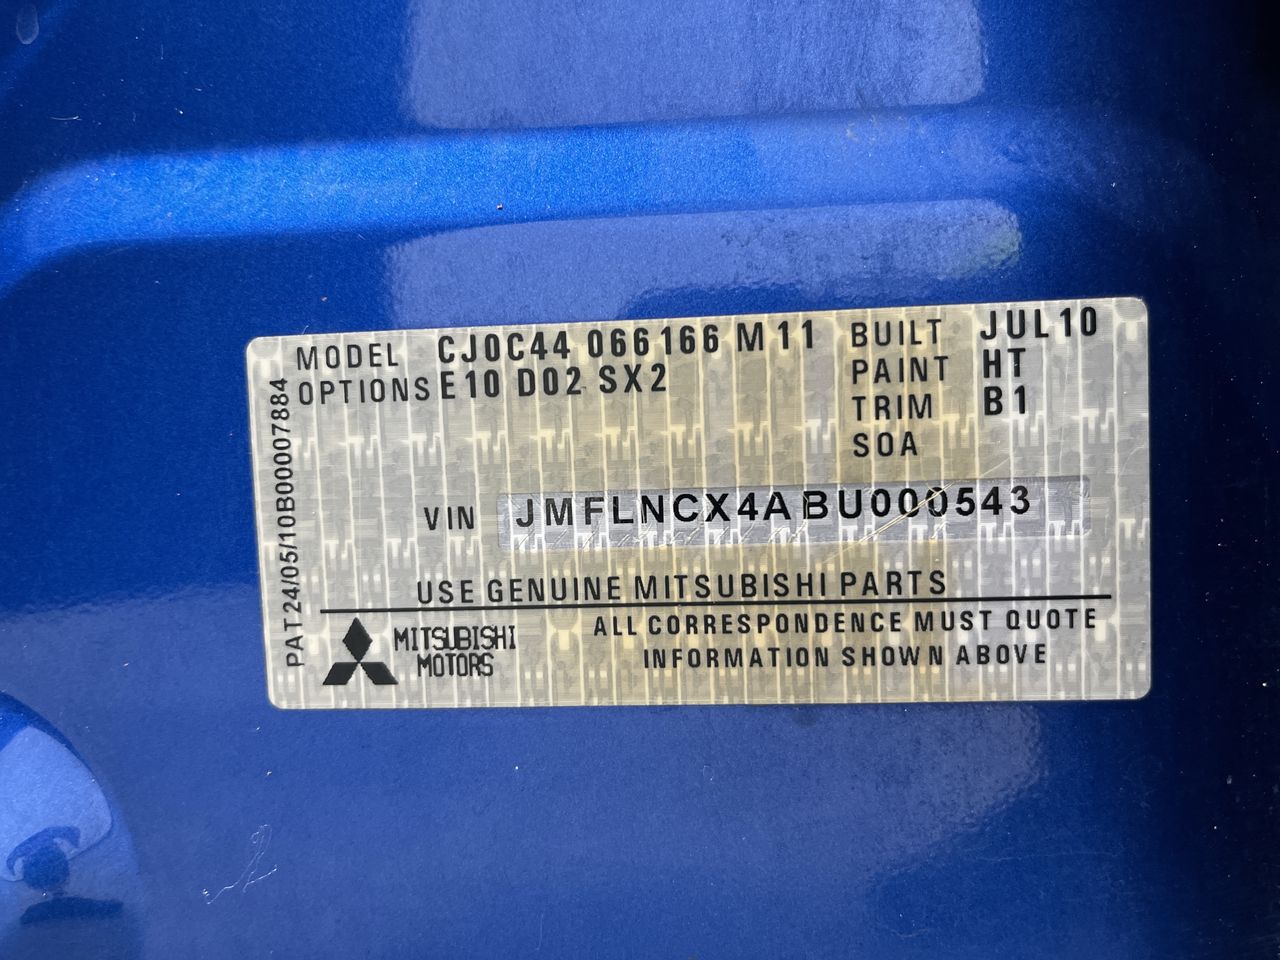 MODEL CJ0C44 066166 M11
OPTIONS E10 D02 SX2
BUILT JUL10
PAINT HT
TRIM B1
SOA
VIN JMFLNCX4ABU000543
USE GENUINE MITSUBISHI PARTS
MITSUBISHI
MOTORS
ALL CORRESPONDENCE MUST QUOTE
INFORMATION SHOWN ABOVE
PAT24/05/10B00007884